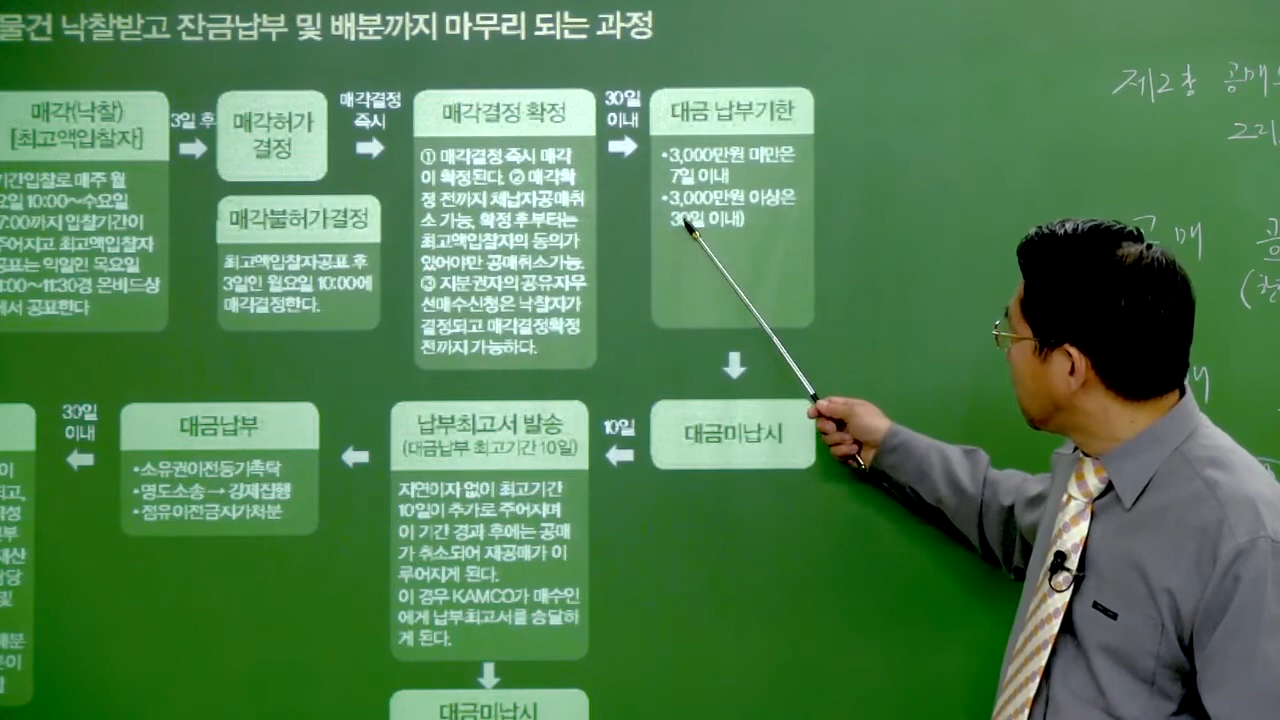 물건 낙찰받고 잔금납부 및 배분까지 마무리 되는 과정
매각(낙찰)
[최고액입찰자]
기간입찰로 매주 월
요일 10:00~수요일
7:00까지 입찰기간이
주어지고 최고액입찰자
공표는 익일인 목요일
:00~11:30경 온비드상
에서 공표한다
3일 후
매각허가
결정
매각불허가결정
최고액입찰자공표 후
3일인 월요일 10:00에
매각결정한다.
매각결정
즉시
매각결정 확정
① 매각결정 즉시 매각
이 확정된다. ② 매각확
정 전까지 체납자공매취
소 가능, 확정 후부터는
최고액입찰자의 동의가
있어야만 공매취소가능.
③ 지분권자의 공유자우
선매수신청은 낙찰자가
결정되고 매각결정확정
전까지 가능하다.
30일
이내
대금 납부기한
•3,000만원 미만은
7일 이내
•3,000만원 이상은
30일 이내)
대금미납시
10일
납부최고서 발송
(대금납부 최고기간 10일)
지연이자 없이 최고기간
10일이 추가로 주어지며
이 기간 경과 후에는 공매
가 취소되어 재공매가 이
루어지게 된다.
이 경우 KAMCO가 매수인
에게 납부최고서를 송달하
게 된다.
대금미납시
대금납부
•소유권이전등기촉탁
•명도소송→ 강제집행
•점유이전금지가처분
30일
이내
이
고,
부
재산
담당
및
배분
제2장 공매
공매